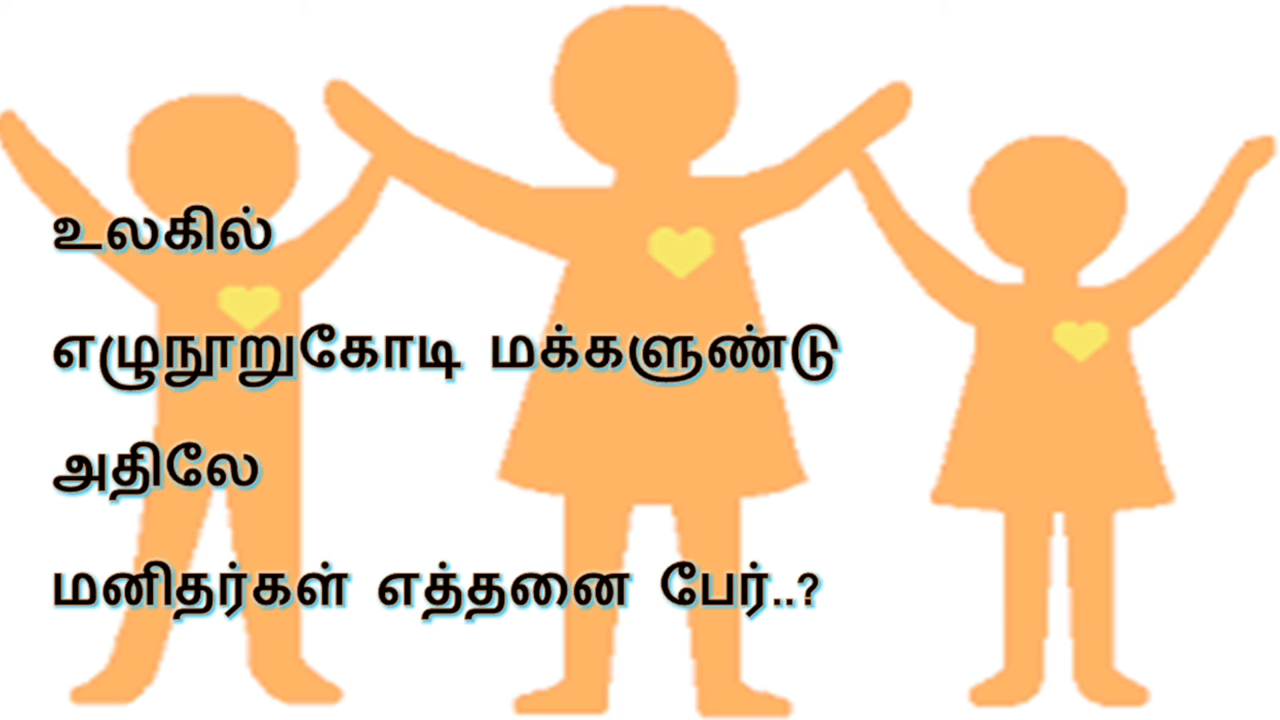 உலகில்
எழுநூறுகோடி மக்களுண்டு
அதிலே
மனிதர்கள் எத்தனை பேர்..?